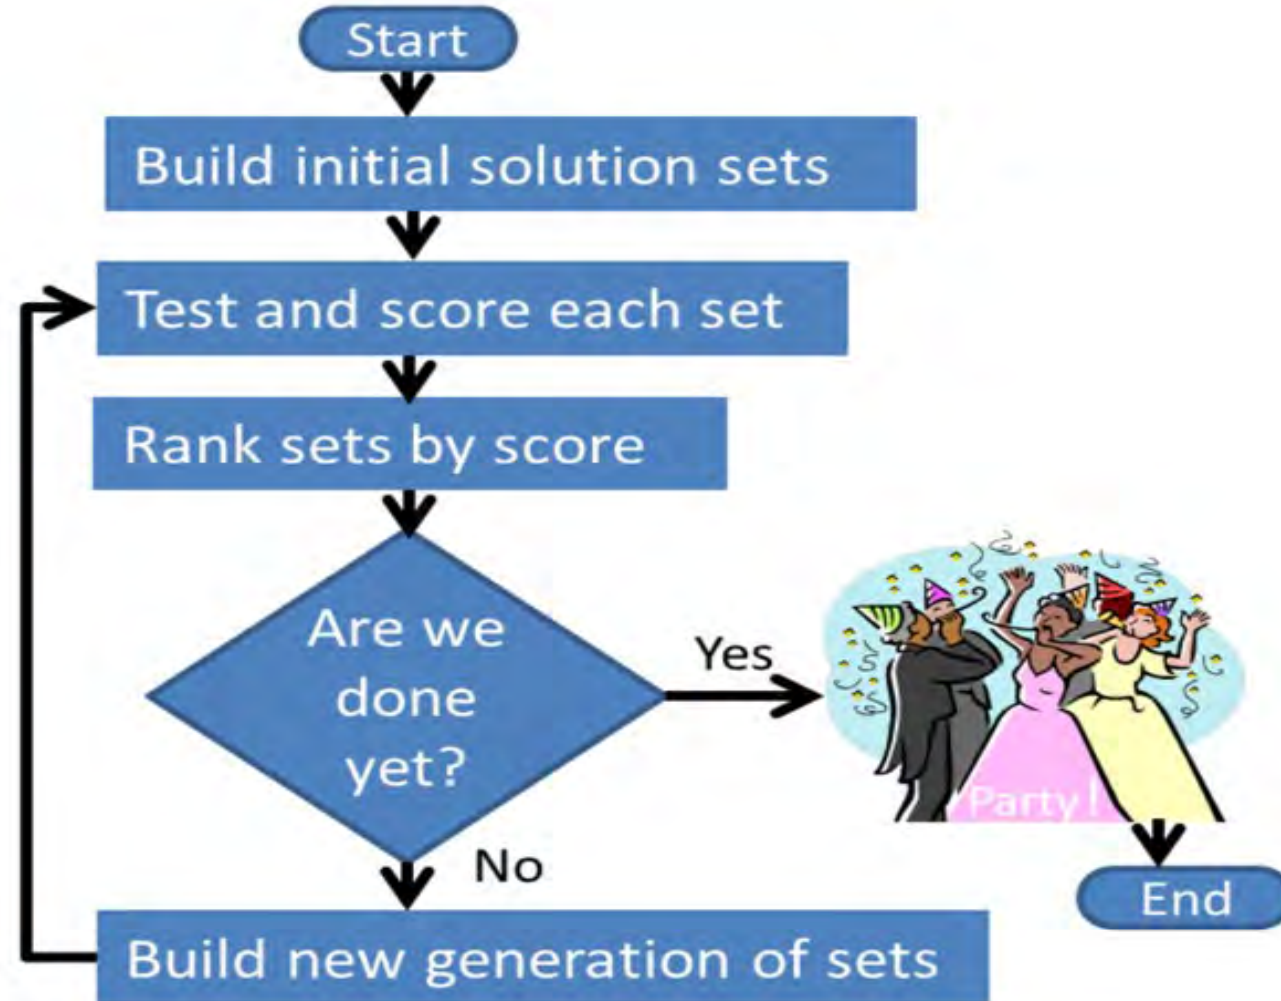 Start
Build initial solution sets
Test and score each set
Rank sets by score
Are we
done
yet?
Yes
Party!
End
No
Build new generation of sets